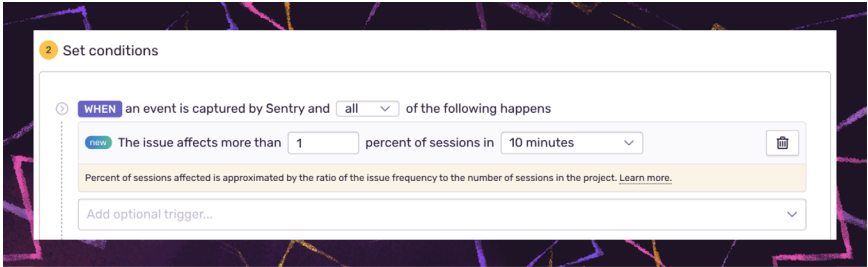 2 Set conditions
WHEN an event is captured by Sentry and all of the following happens
new The issue affects more than 1 percent of sessions in 10 minutes
Percent of sessions affected is approximated by the ratio of the issue frequency to the number of sessions in the project. Learn more.
Add optional trigger...